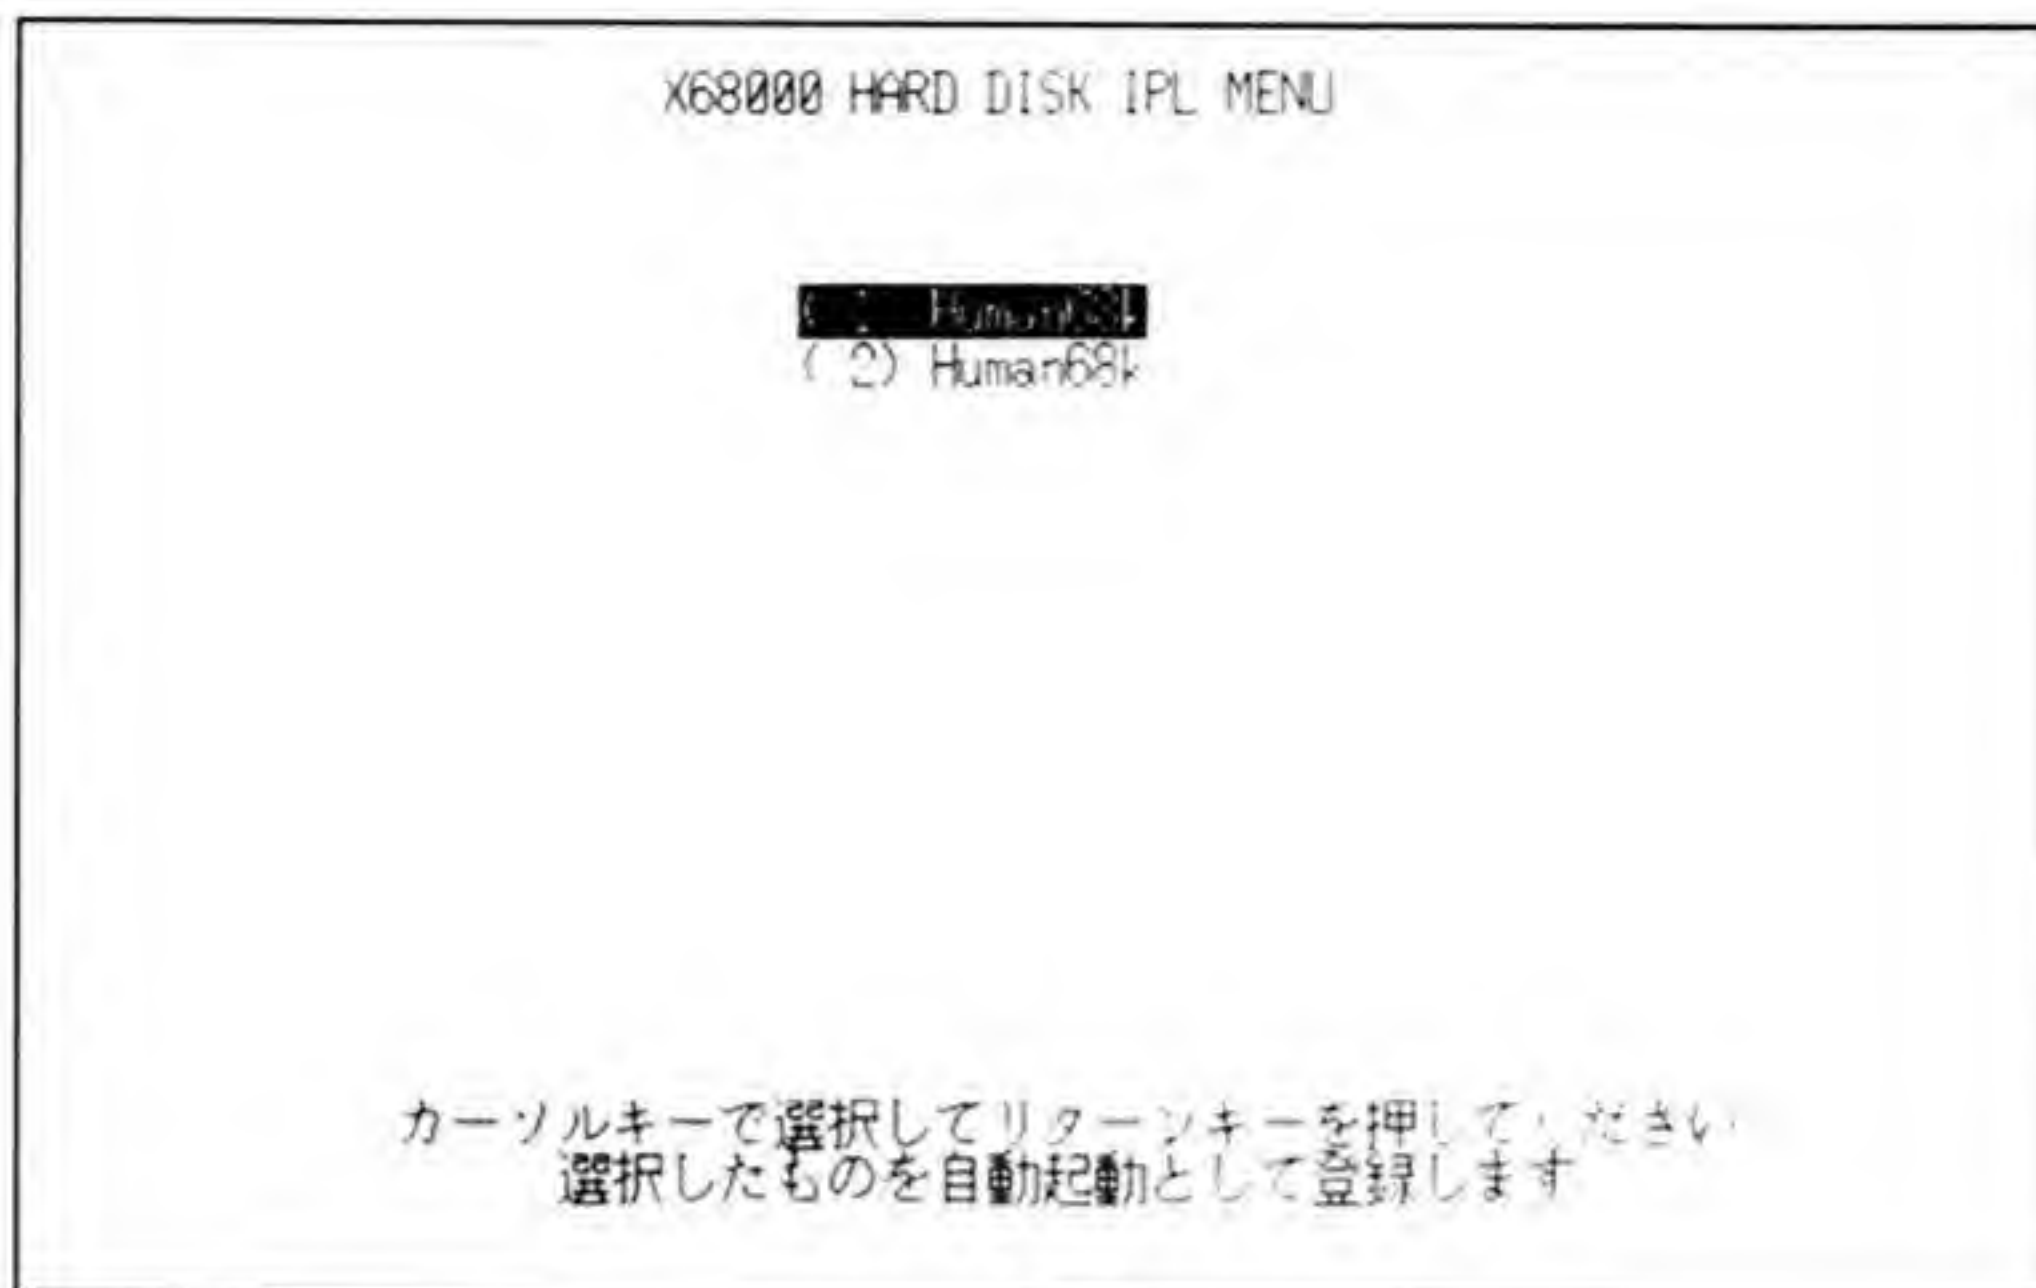 X68000 HARD DISK IPL MENU
( 1) Human68k
( 2) Human68k
カーソルキーで選択してリターンキーを押してください
選択したものを自動起動として登録します